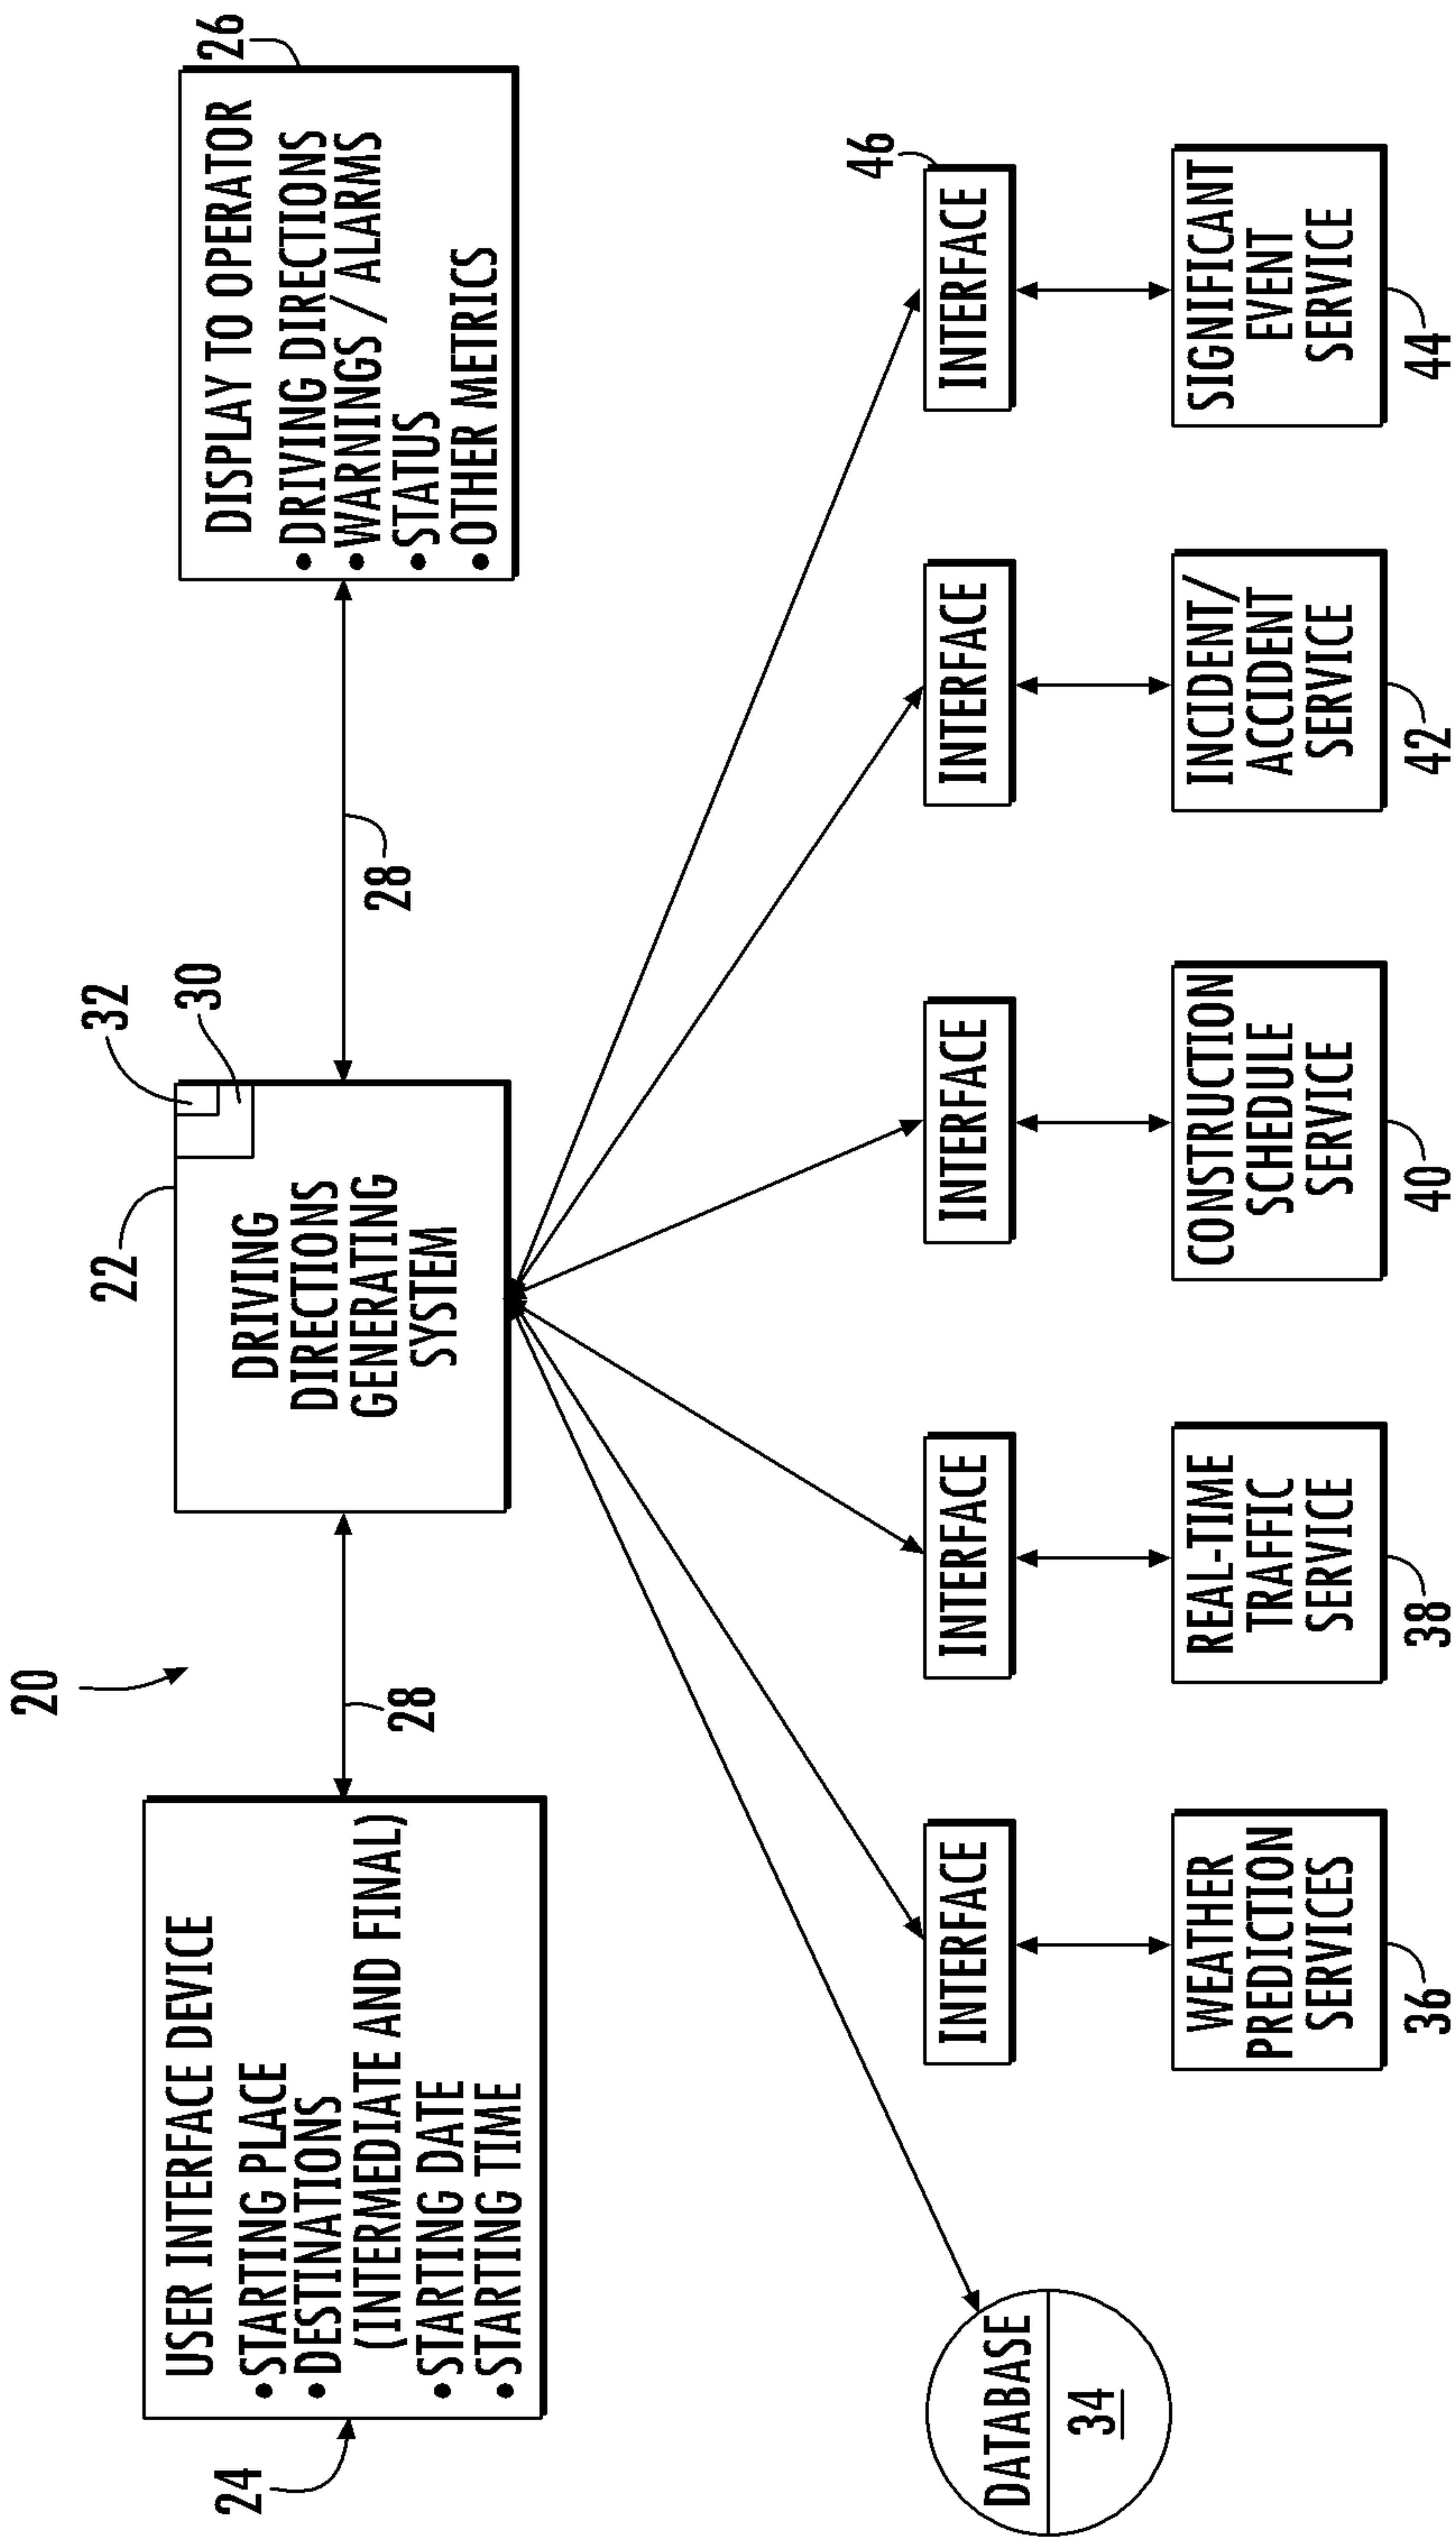 20
24
USER INTERFACE DEVICE
•STARTING PLACE
•DESTINATIONS
(INTERMEDIATE AND FINAL)
•STARTING DATE
•STARTING TIME
28
22
32
30
DRIVING
DIRECTIONS
GENERATING
SYSTEM
28
26
DISPLAY TO OPERATOR
•DRIVING DIRECTIONS
•WARNINGS / ALARMS
•STATUS
•OTHER METRICS
DATABASE
34
INTERFACE
INTERFACE
INTERFACE
INTERFACE
INTERFACE
46
WEATHER
PREDICTION
SERVICES
36
REAL-TIME
TRAFFIC
SERVICE
38
CONSTRUCTION
SCHEDULE
SERVICE
40
INCIDENT/
ACCIDENT
SERVICE
42
SIGNIFICANT
EVENT
SERVICE
44